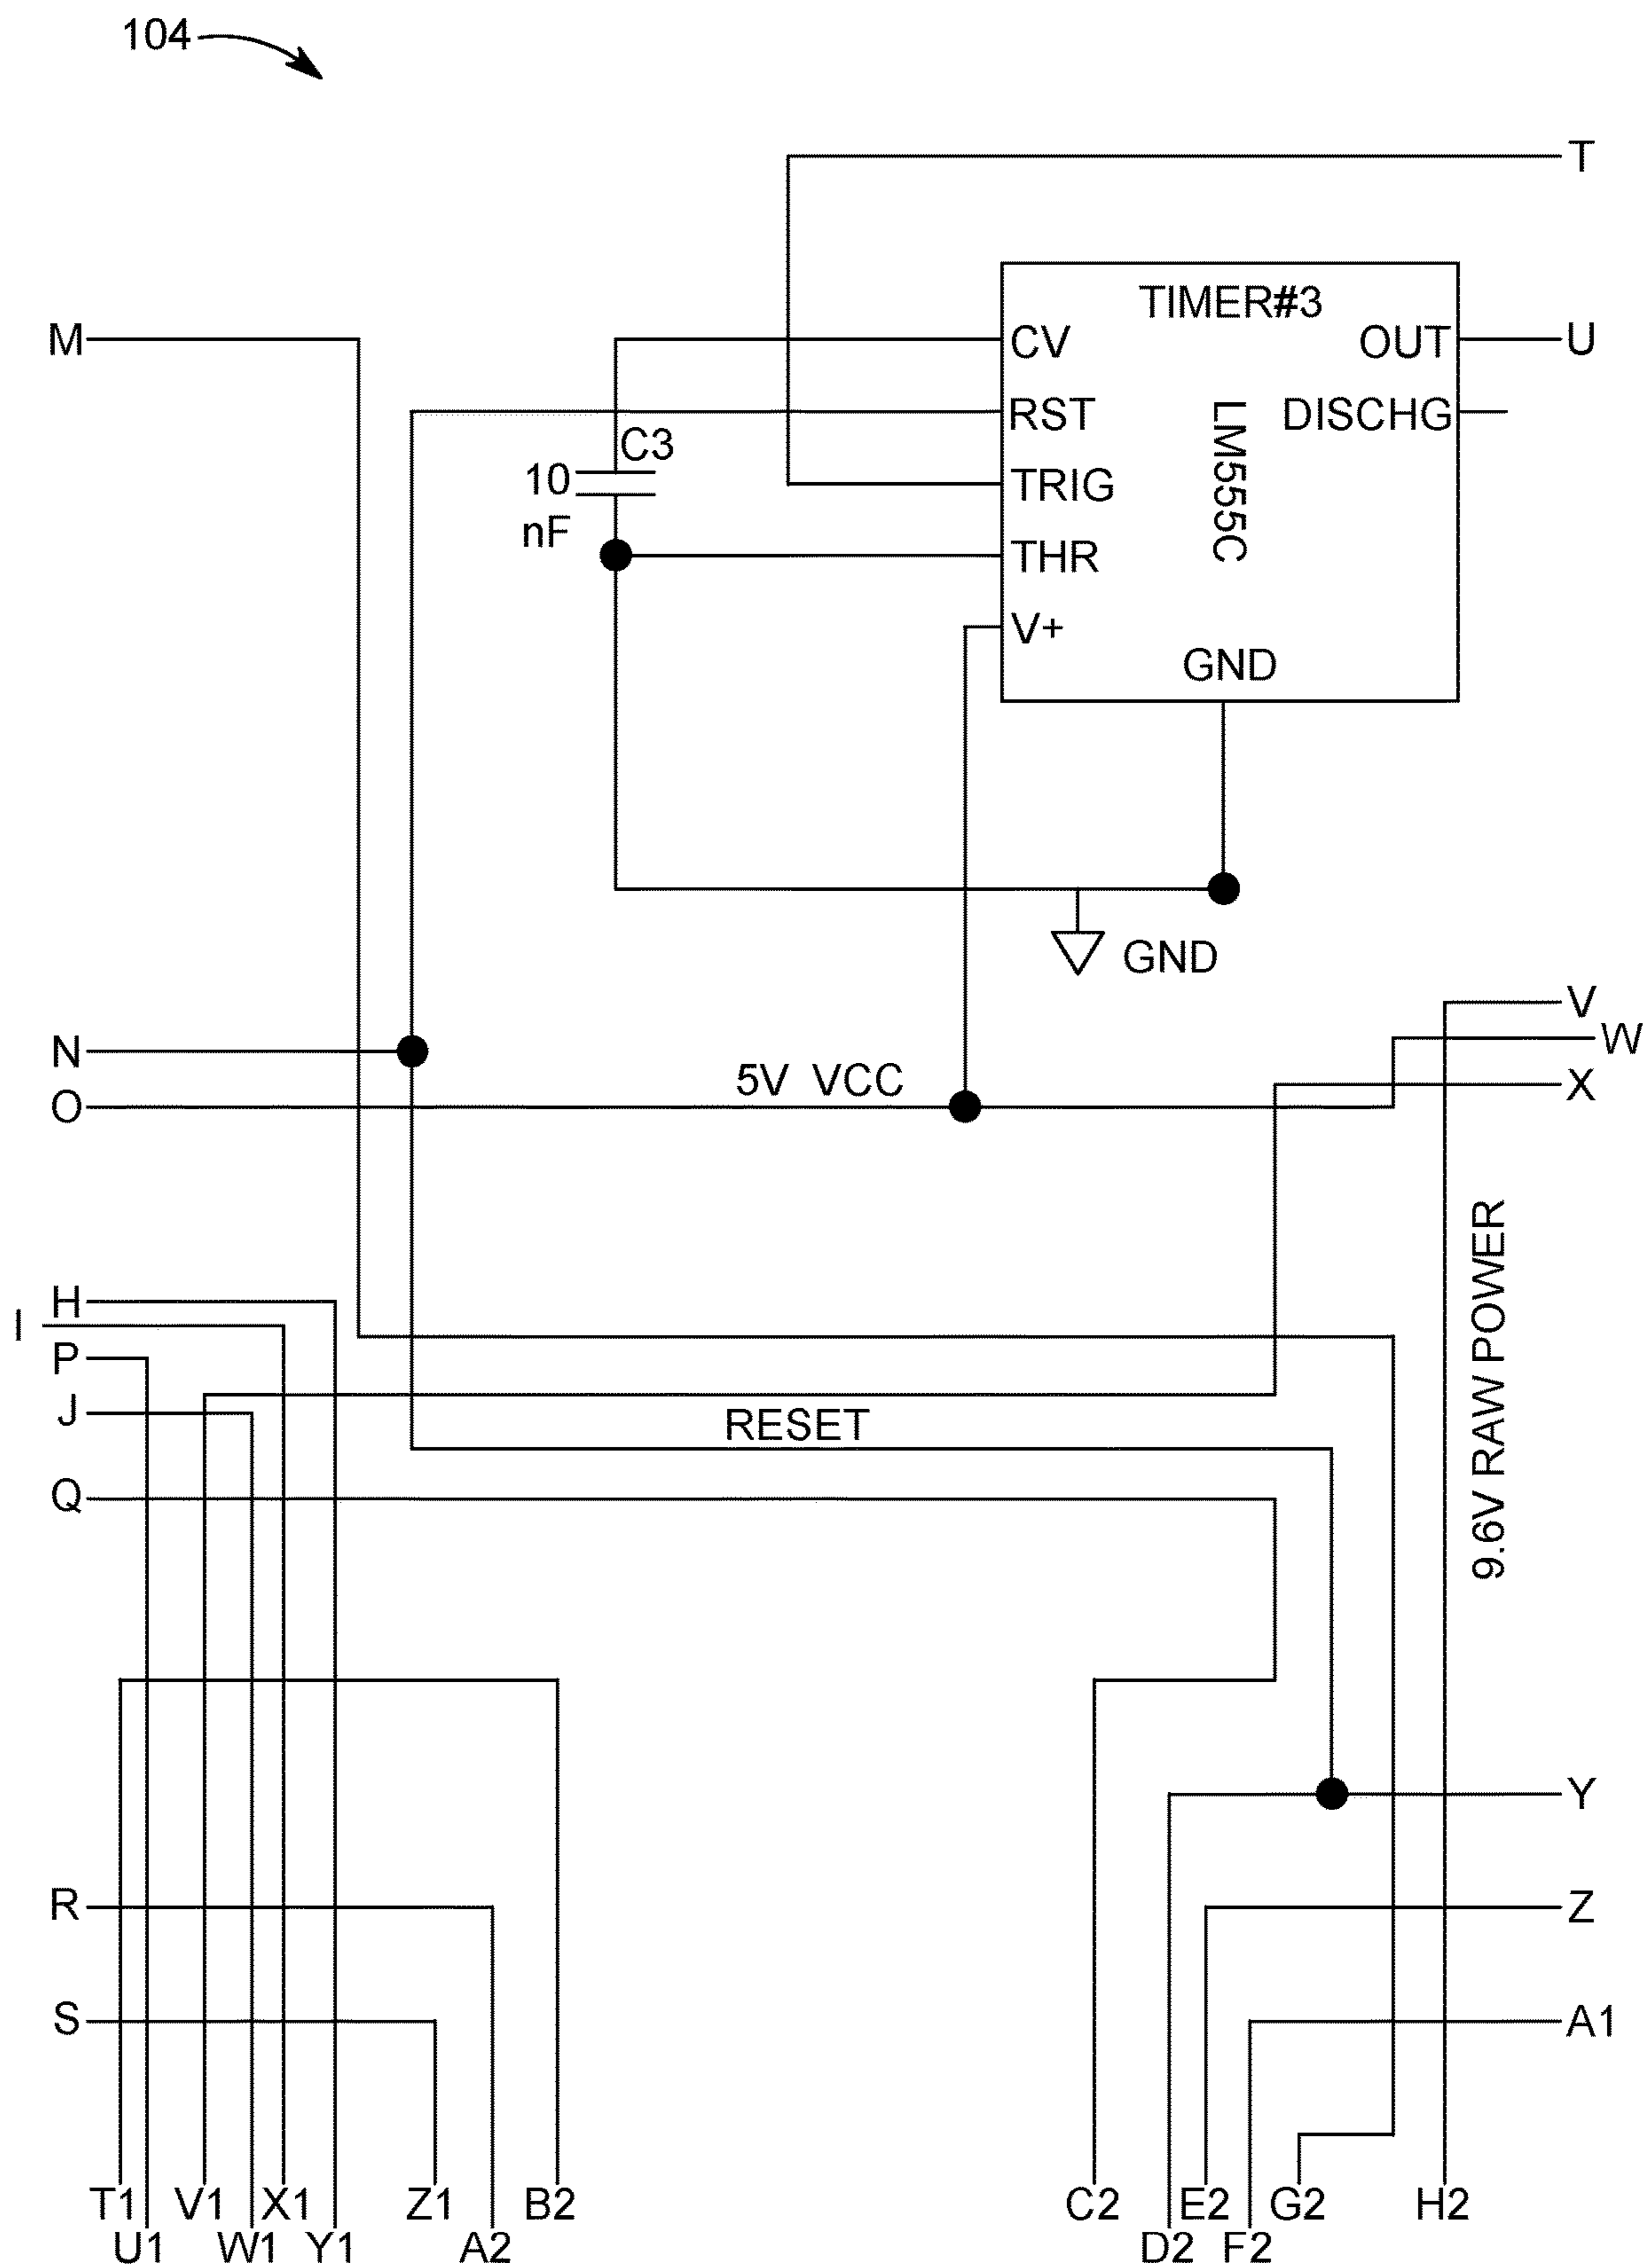 104
T
TIMER#3
M
CV
OUT
U
RST
LM555C
DISCHG
C3
10
nF
TRIG
THR
V+
GND
GND
V
W
N
5V VCC
X
O
9.6V RAW POWER
H
I
P
J
RESET
Q
Y
R
Z
S
A1
T1 V1 X1 Z1 B2 C2 E2 G2 H2
U1 W1 Y1 A2 D2 F2